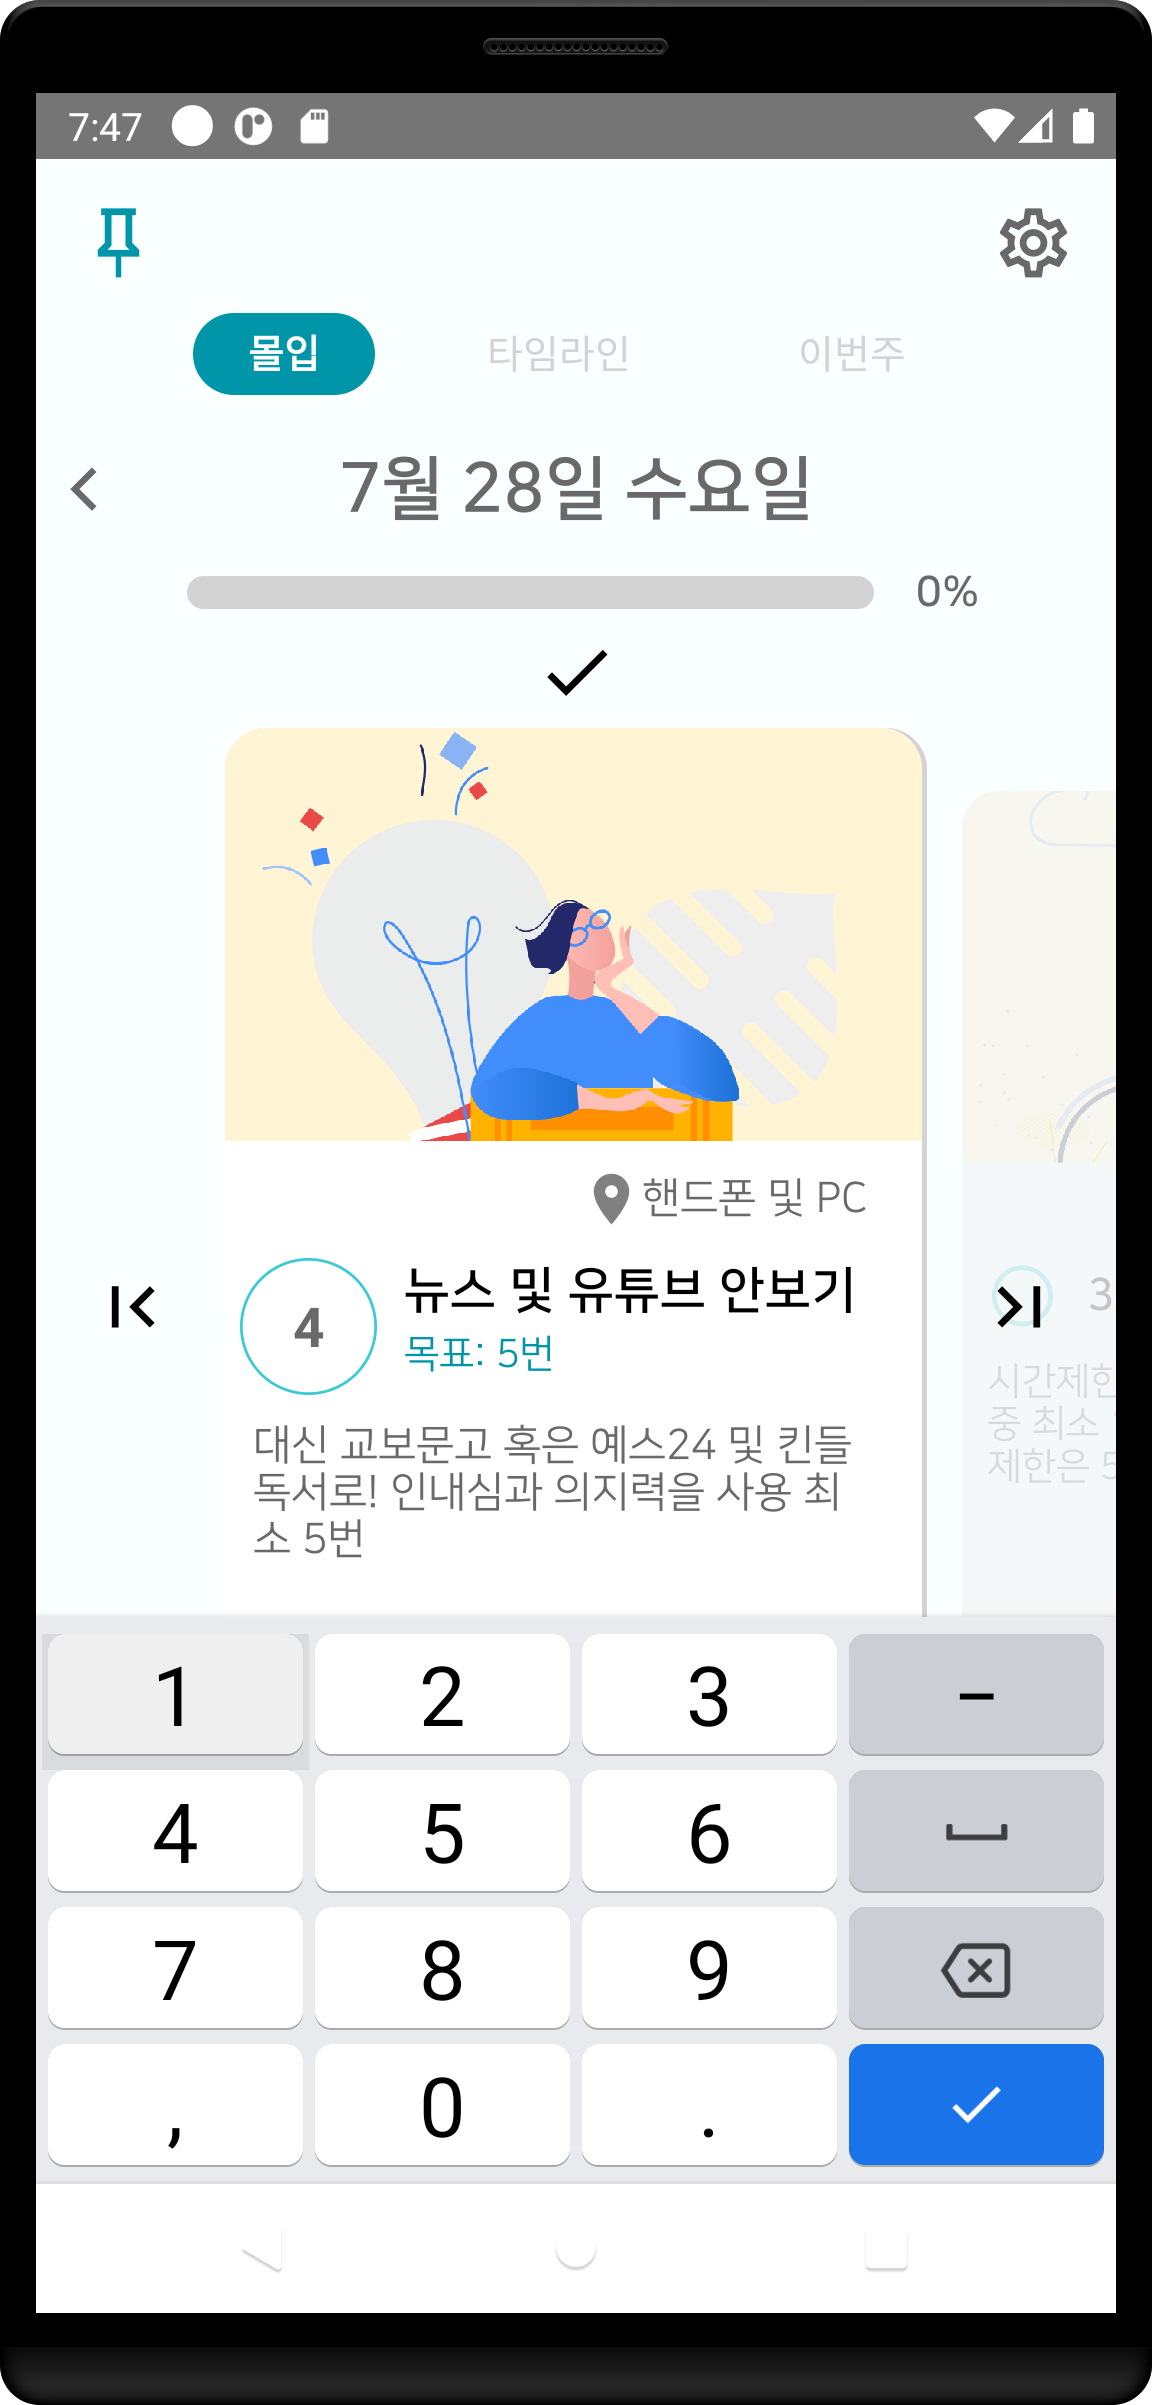 7:47
몰입 타임라인 이번주
7월 28일 수요일
0%
핸드폰 및 PC
4 뉴스 및 유튜브 안보기
목표: 5번
대신 교보문고 혹은 예스24 및 킨들
독서로! 인내심과 의지력을 사용 최
소 5번
3
시간제한
중 최소
제한은 5
1 2 3 –
4 5 6
7 8 9
, 0 .